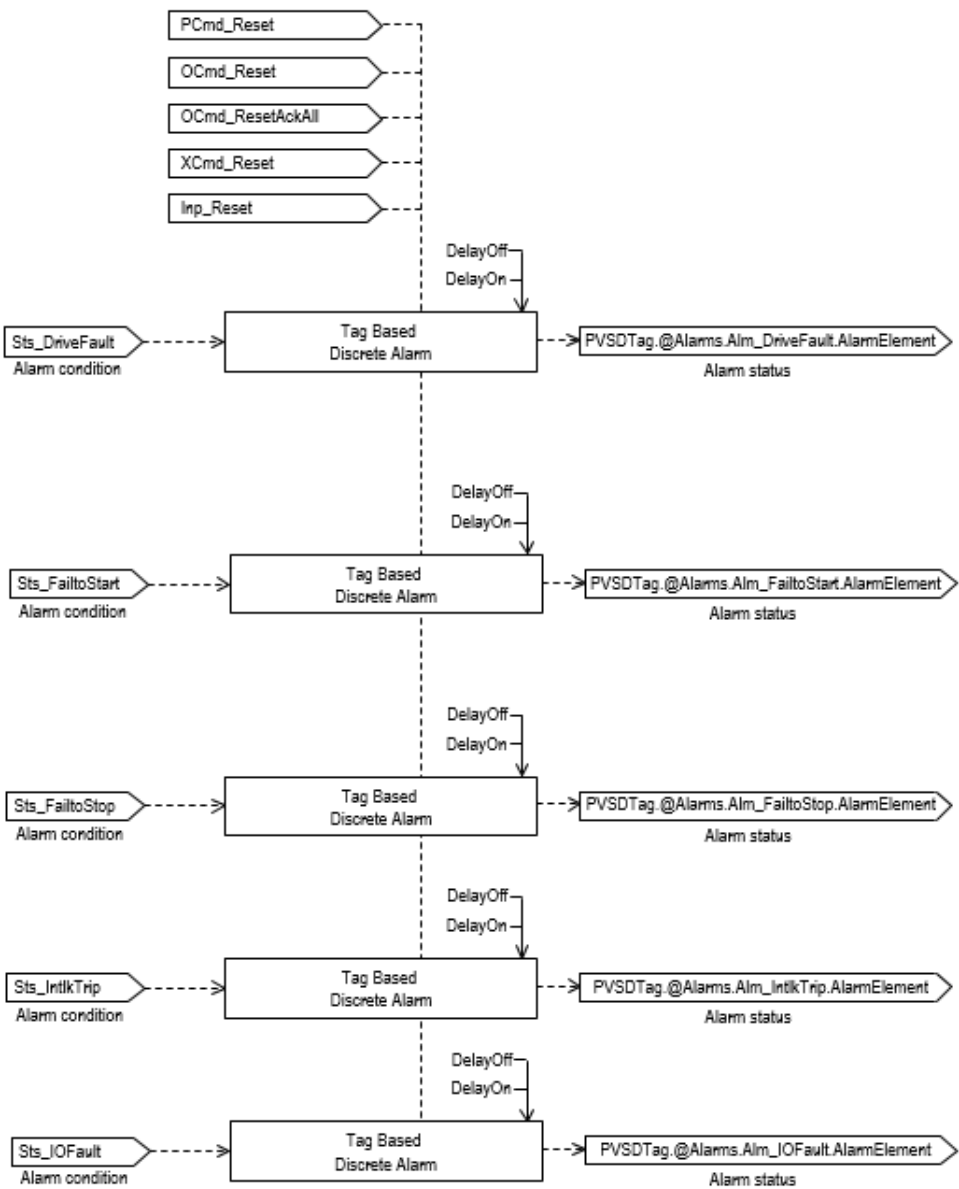 PCmd_Reset
OCmd_Reset
OCmd_ResetAckAll
XCmd_Reset
Inp_Reset
DelayOff
DelayOn
Sts_DriveFault
Alarm condition
Tag Based
Discrete Alarm
PVSDTag.@Alarms.Alm_DriveFault.AlarmElement
Alarm status
DelayOff
DelayOn
Sts_FailtoStart
Alarm condition
Tag Based
Discrete Alarm
PVSDTag.@Alarms.Alm_FailtoStart.AlarmElement
Alarm status
DelayOff
DelayOn
Sts_FailtoStop
Alarm condition
Tag Based
Discrete Alarm
PVSDTag.@Alarms.Alm_FailtoStop.AlarmElement
Alarm status
DelayOff
DelayOn
Sts_IntlkTrip
Alarm condition
Tag Based
Discrete Alarm
PVSDTag.@Alarms.Alm_IntlkTrip.AlarmElement
Alarm status
DelayOff
DelayOn
Sts_IOFault
Alarm condition
Tag Based
Discrete Alarm
PVSDTag.@Alarms.Alm_IOFault.AlarmElement
Alarm status